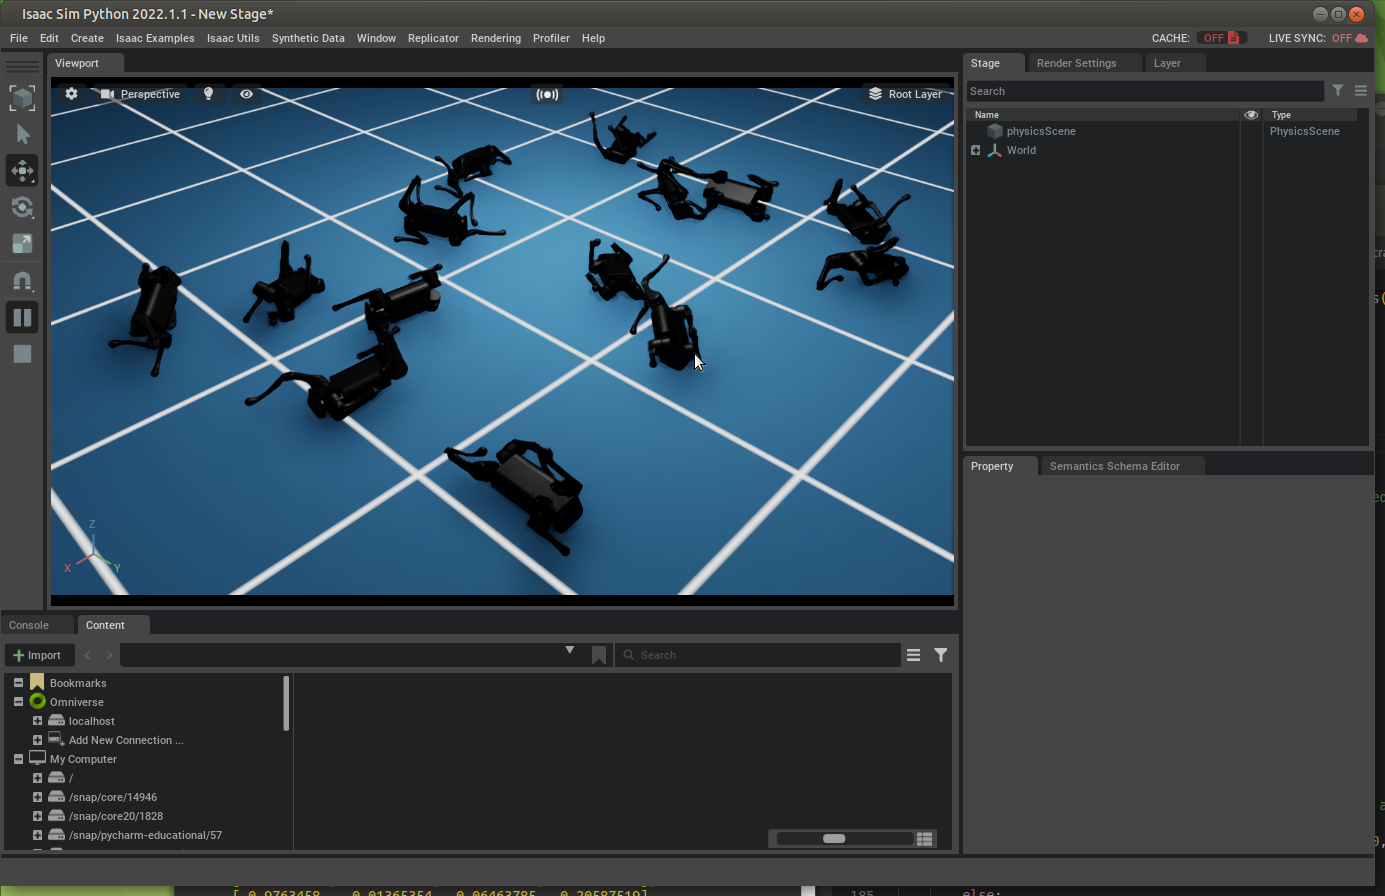 Isaac Sim Python 2022.1.1 - New Stage*
File Edit Create Isaac Examples Isaac Utils Synthetic Data Window Replicator Rendering Profiler Help
CACHE: OFF LIVE SYNC: OFF
Viewport
Perspective
Root Layer
Z
X
Y
Stage Render Settings Layer
Search
Name Type
physicsScene PhysicsScene
World
Property Semantics Schema Editor
Console Content
Import
Search
Bookmarks
Omniverse
localhost
Add New Connection ...
My Computer
/
/snap/core/14946
/snap/core20/1828
/snap/pycharm-educational/57
185
else: